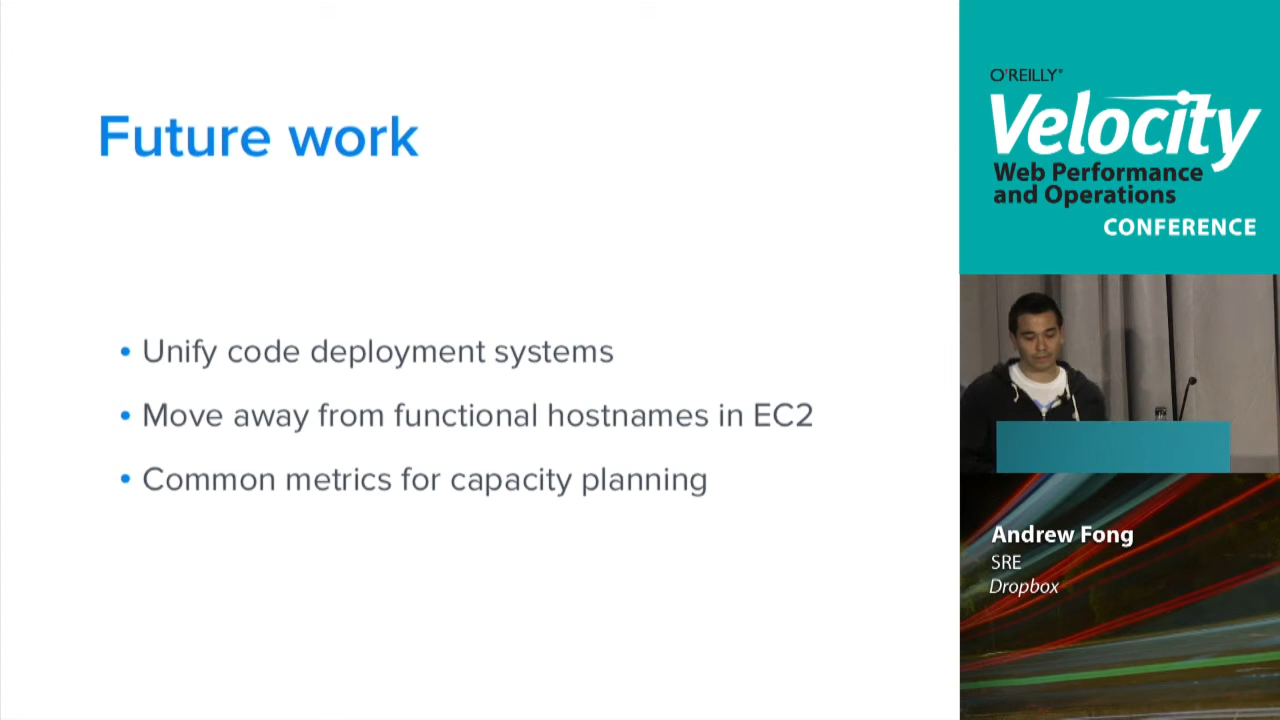 Future work
• Unify code deployment systems
• Move away from functional hostnames in EC2
• Common metrics for capacity planning
O'REILLY®
Velocity
Web Performance
and Operations
CONFERENCE
Andrew Fong
SRE
Dropbox